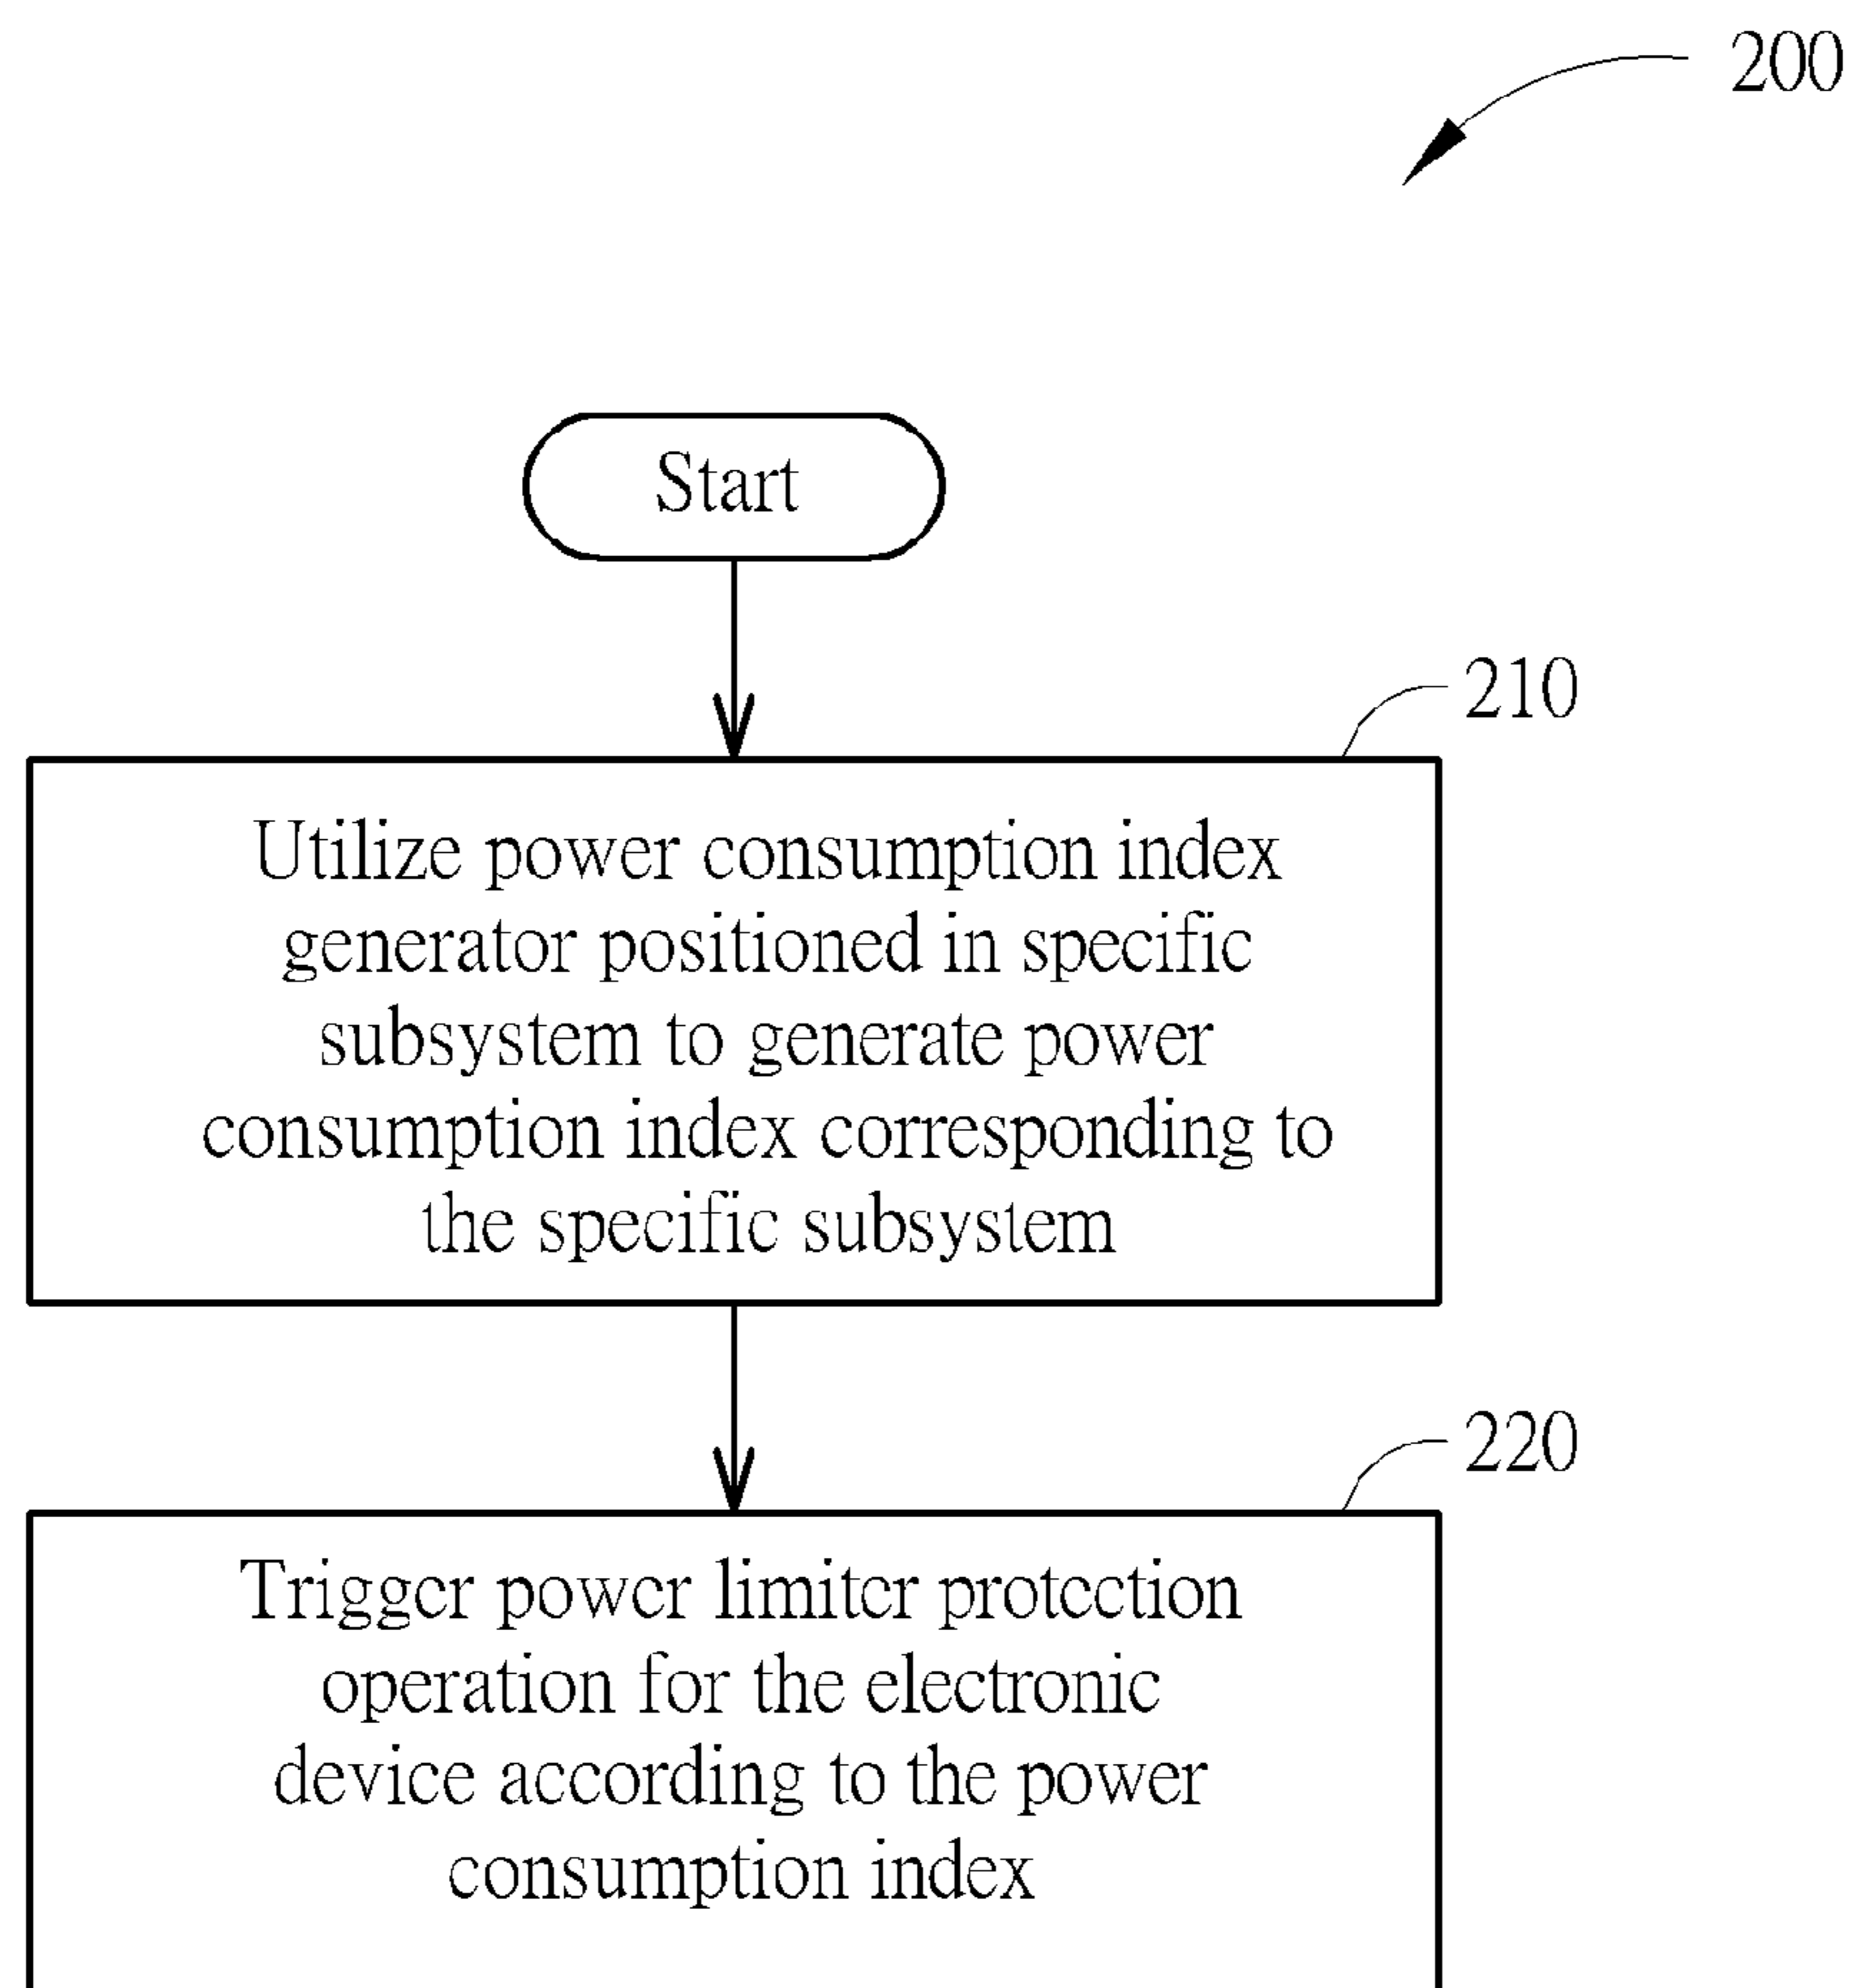 200
Start
210
Utilize power consumption index
generator positioned in specific
subsystem to generate power
consumption index corresponding to
the specific subsystem
220
Trigger power limiter protection
operation for the electronic
device according to the power
consumption index